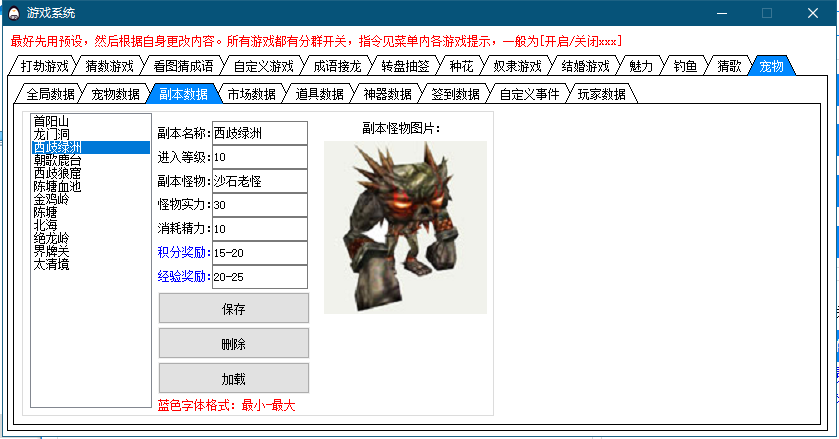 游戏系统
最好先用预设，然后根据自身更改内容。所有游戏都有分群开关，指令见菜单内各游戏提示，一般为[开启/关闭xxx]
打劫游戏 猜数游戏 看图猜成语 自定义游戏 成语接龙 转盘抽签 种花 奴隶游戏 结婚游戏 魅力 钓鱼 猜歌 宠物
全局数据 宠物数据 副本数据 市场数据 道具数据 神器数据 签到数据 自定义事件 玩家数据
首阳山
龙门洞
西歧绿洲
朝歌鹿台
西歧狼窟
陈塘血池
金鸡岭
陈塘
北海
绝龙岭
界牌关
太清境
副本名称:西歧绿洲
进入等级:10
副本怪物:沙石老怪
怪物实力:30
消耗精力:10
积分奖励:15-20
经验奖励:20-25
保存
删除
加载
蓝色字体格式：最小-最大
副本怪物图片：